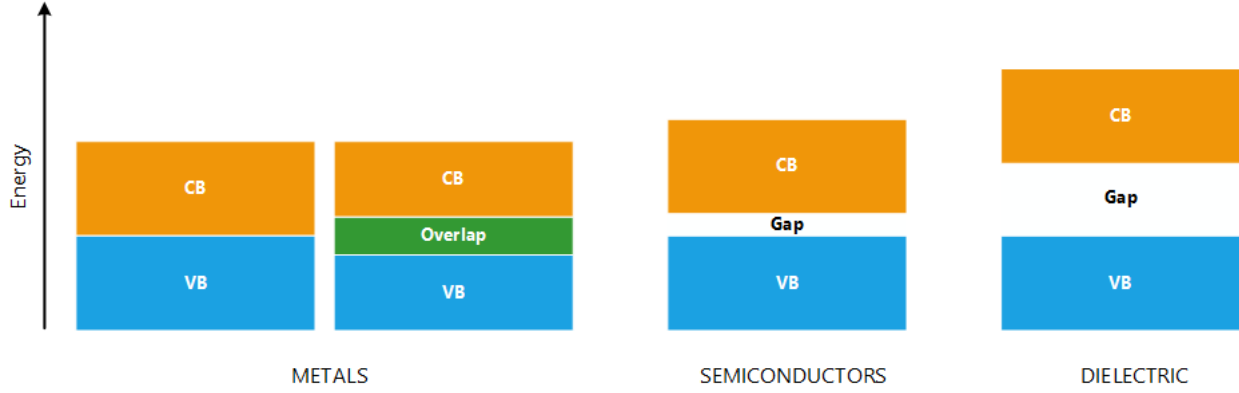 Energy
CB
VB
CB
Overlap
VB
CB
Gap
VB
CB
Gap
VB
METALS
SEMICONDUCTORS
DIELECTRIC